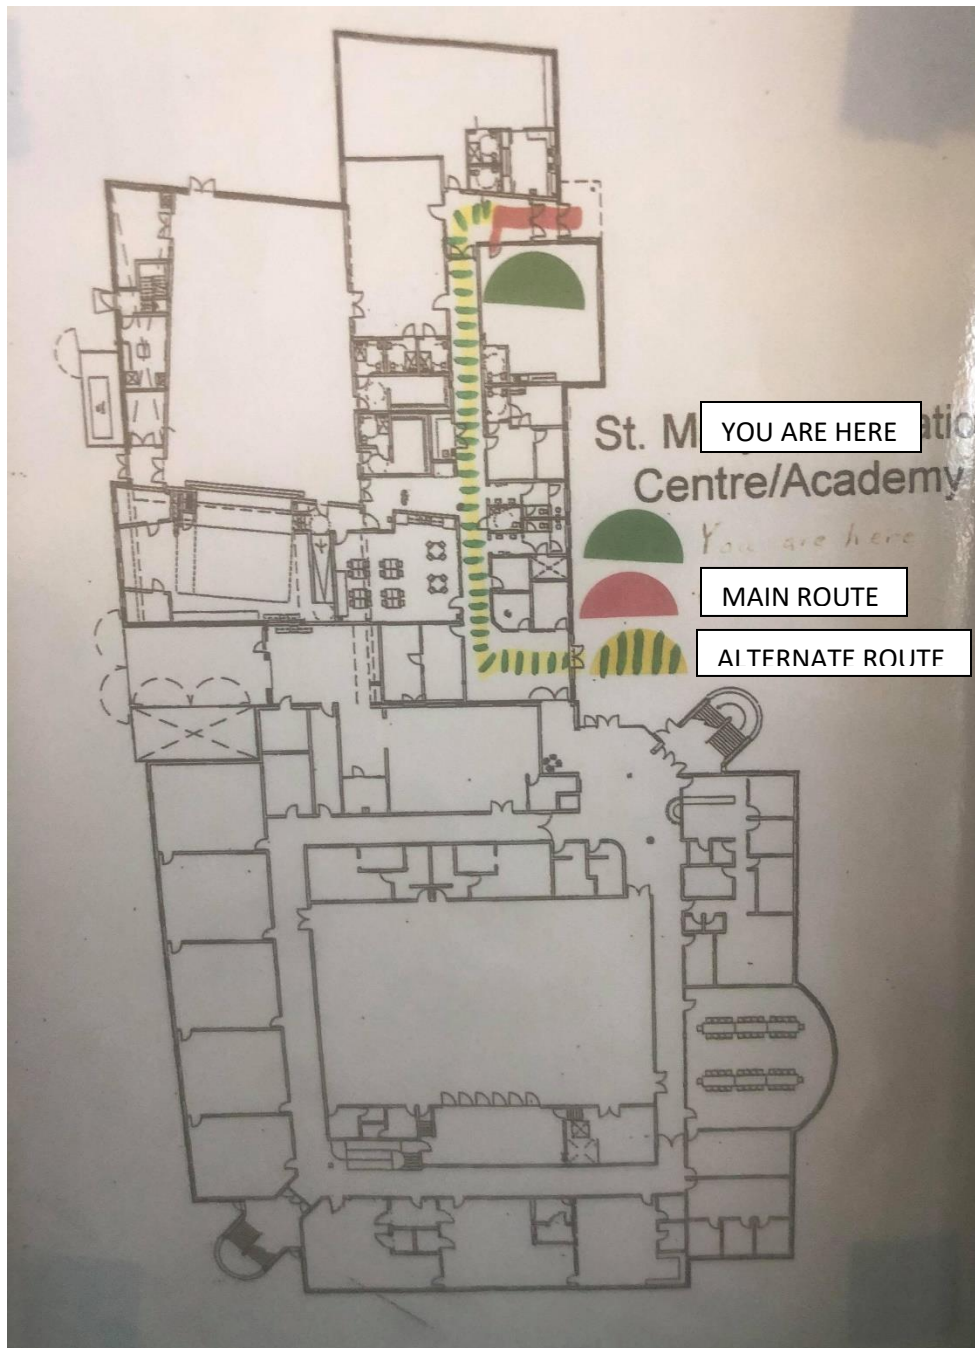 St. M
YOU ARE HERE
Centre/Academy
You are here
MAIN ROUTE
ALTERNATE ROUTE